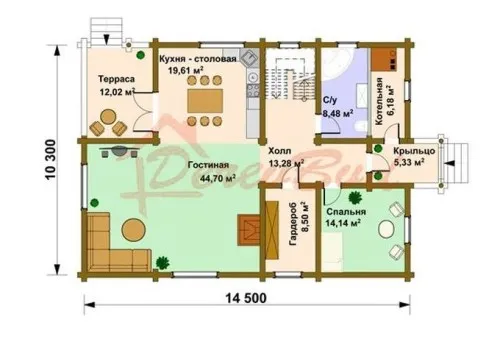 Терраса
12,02 м²
Кухня - столовая
19,61 м²
С/у
8,48 м²
Котельная
6,18 м²
Холл
13,28 м²
Крыльцо
5,33 м²
Гостиная
44,70 м²
Гардероб
8,50 м²
Спальня
14,14 м²
10 300
14 500